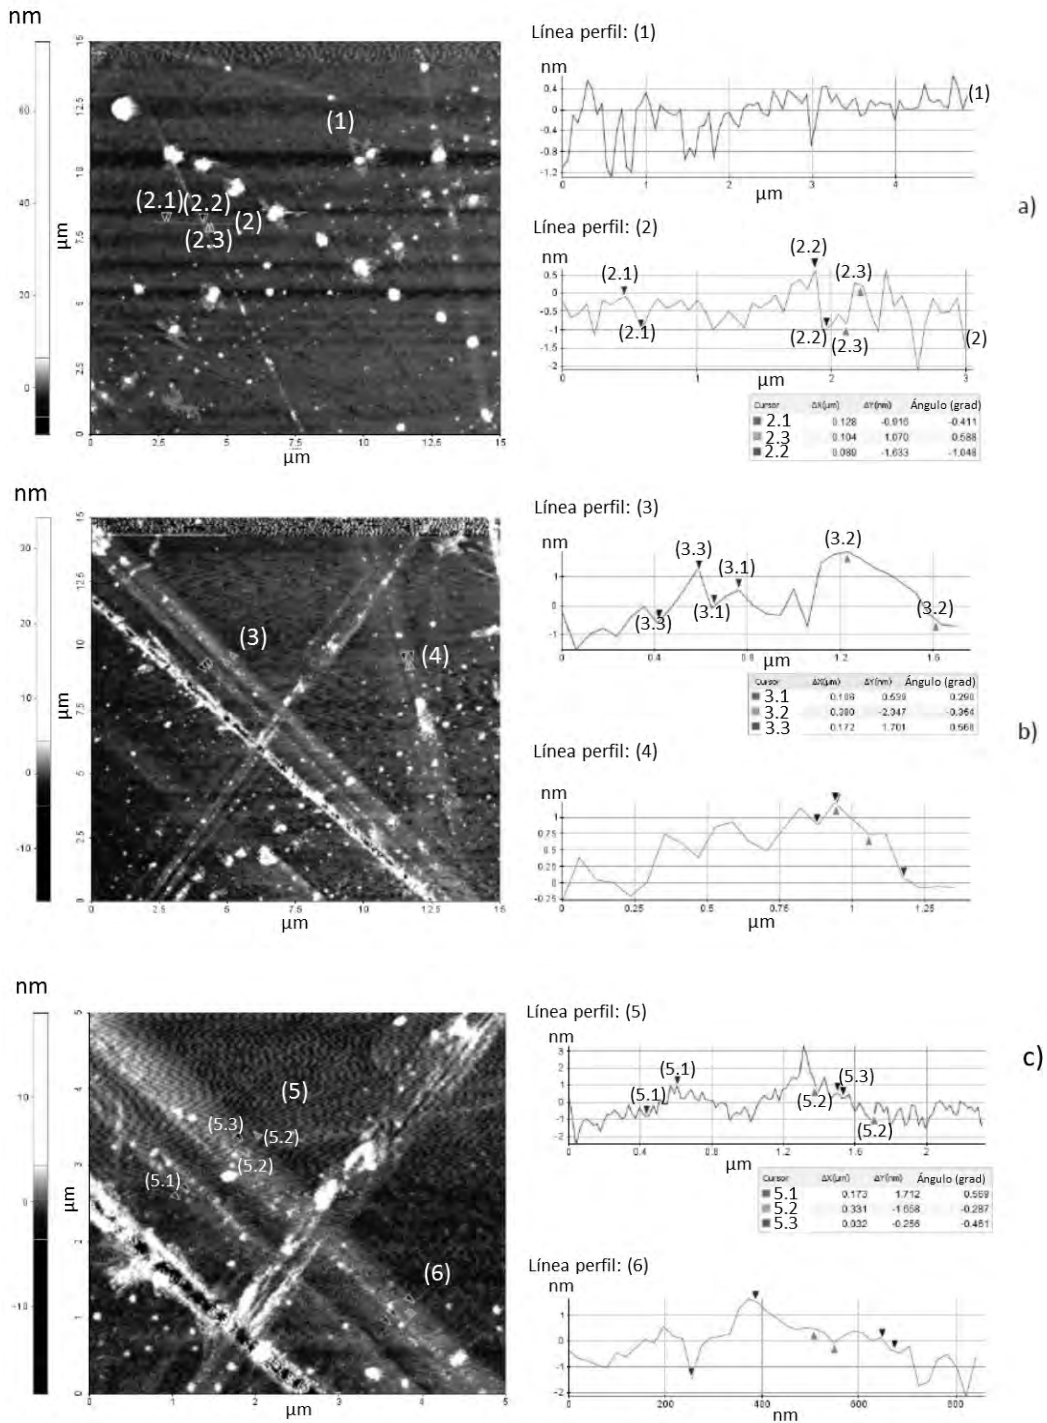 nm
Línea perfil: (1)
nm
0.4
0
-0.4
-0.8
-1.2
(1)
0 1 2 3 4
μm
a)
60
40
20
0
μm
15
12.5
10
7.5
5
2.5
0
(1)
(2.1) (2.2)
(2)
(2.3)
0 2.5 5 7.5 10 12.5 15
μm
Línea perfil: (2)
nm
0.5
0
-0.5
-1
-1.5
-2
(2.1) (2.2) (2.3)
(2.1) (2.2) (2.3) (2)
0 1 2 3
μm
Cursor ΔX(μm) ΔY(nm) Ángulo (grad)
2.1 0.128 -0.916 -0.411
2.3 0.104 1.070 0.588
2.2 0.089 -1.633 -1.048
nm
30
20
10
0
-10
μm
15
12.5
10
7.5
5
2.5
0
(3)
(4)
0 2.5 5 7.5 10 12.5 15
μm
Línea perfil: (3)
nm
1
0
-1
(3.3) (3.1) (3.2)
(3.3) (3.1) (3.2)
0 0.4 0.8 1.2 1.6
μm
Cursor ΔX(μm) ΔY(nm) Ángulo (grad)
3.1 0.106 0.539 0.290
3.2 0.380 -2.347 -0.354
3.3 0.172 1.701 0.568
b)
Línea perfil: (4)
nm
1
0.75
0.5
0.25
0
-0.25
0 0.25 0.5 0.75 1 1.25
μm
nm
10
0
-10
μm
5
4
3
2
1
0
(5)
(5.3)
(5.2)
(5.2)
(5.1)
(6)
0 1 2 3 4 5
μm
Línea perfil: (5)
nm
3
2
1
0
-1
-2
(5.1) (5.3)
(5.1) (5.2)
(5.2)
0 0.4 0.8 1.2 1.6 2
μm
c)
Cursor ΔX(μm) ΔY(nm) Ángulo (grad)
5.1 0.173 1.712 0.569
5.2 0.331 -1.658 -0.287
5.3 0.032 -0.256 -0.461
Línea perfil: (6)
nm
1
0
-1
-2
0 200 400 600 800
nm